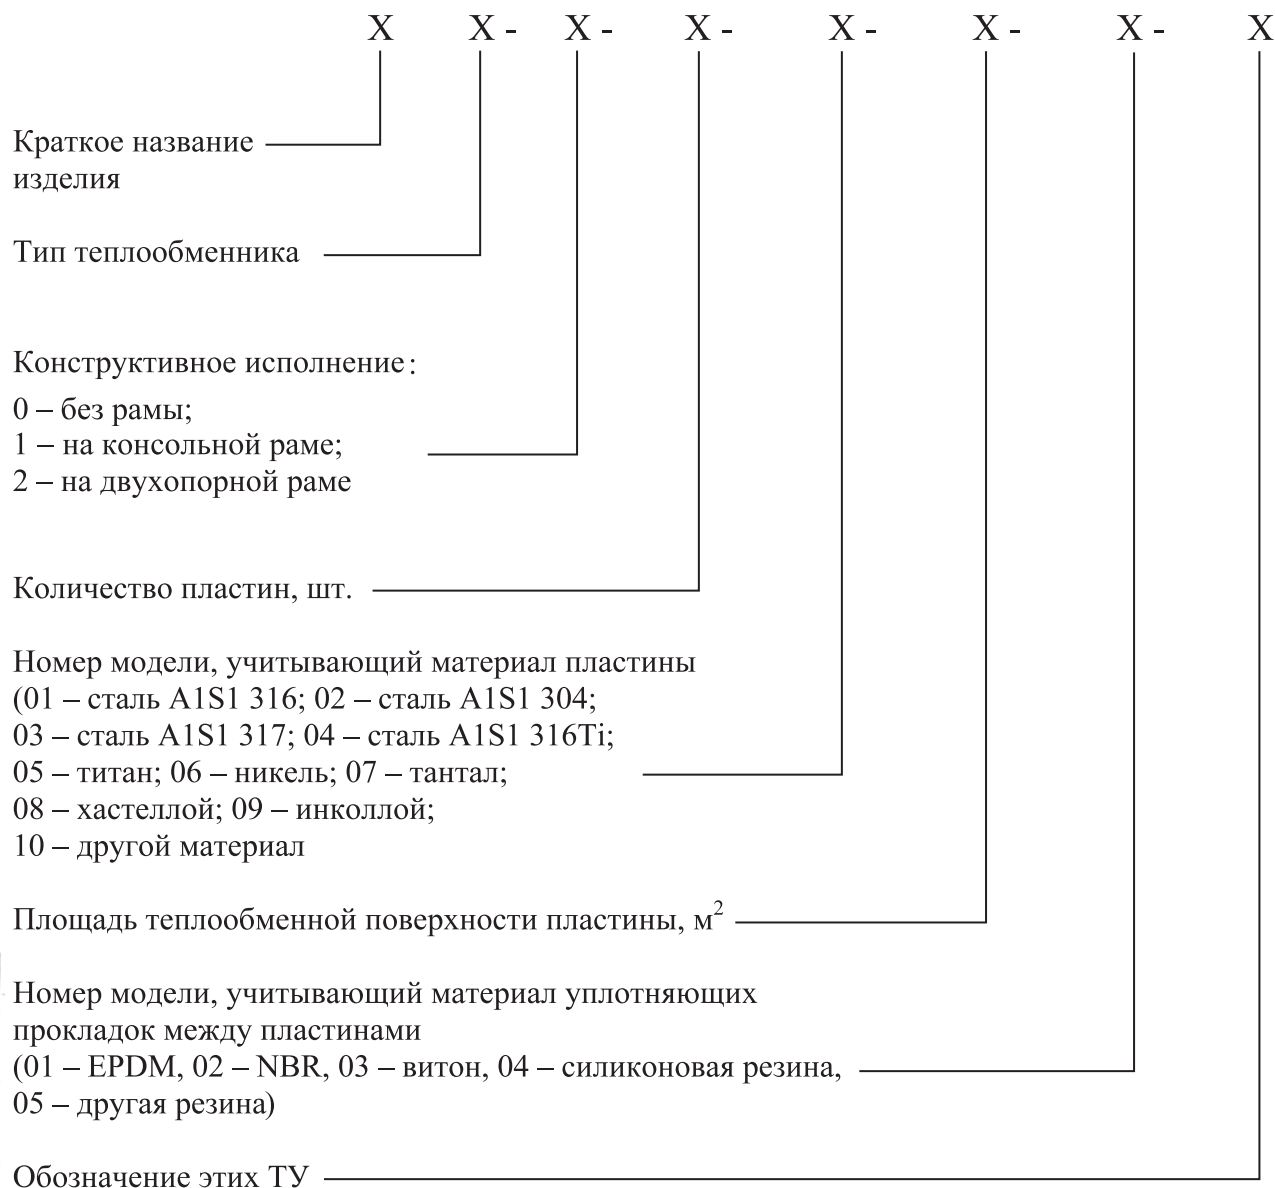 X X - X - X - X - X - X - X
Краткое название
изделия
Тип теплообменника
Конструктивное исполнение:
0 – без рамы;
1 – на консольной раме;
2 – на двухопорной раме
Количество пластин, шт.
Номер модели, учитывающий материал пластины
(01 – сталь A1S1 316; 02 – сталь A1S1 304;
03 – сталь A1S1 317; 04 – сталь A1S1 316Ti;
05 – титан; 06 – никель; 07 – тантал;
08 – хастеллой; 09 – инколлой;
10 – другой материал
Площадь теплообменной поверхности пластины, м²
Номер модели, учитывающий материал уплотняющих
прокладок между пластинами
(01 – EPDM, 02 – NBR, 03 – витон, 04 – силиконовая резина,
05 – другая резина)
Обозначение этих ТУ